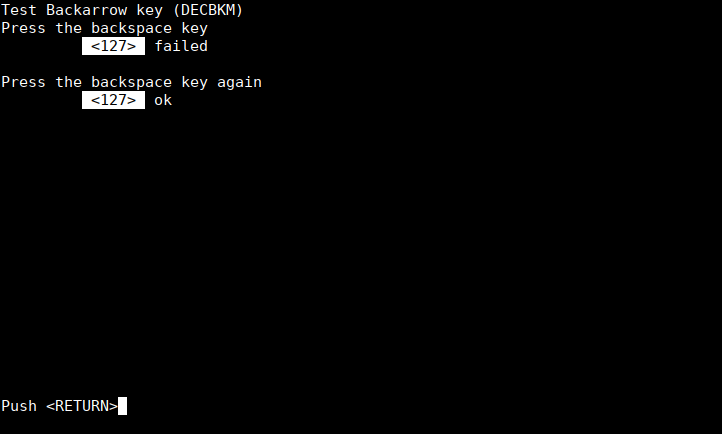 Test Backarrow key (DECBKM)
Press the backspace key
<127> failed
Press the backspace key again
<127> ok
Push <RETURN>